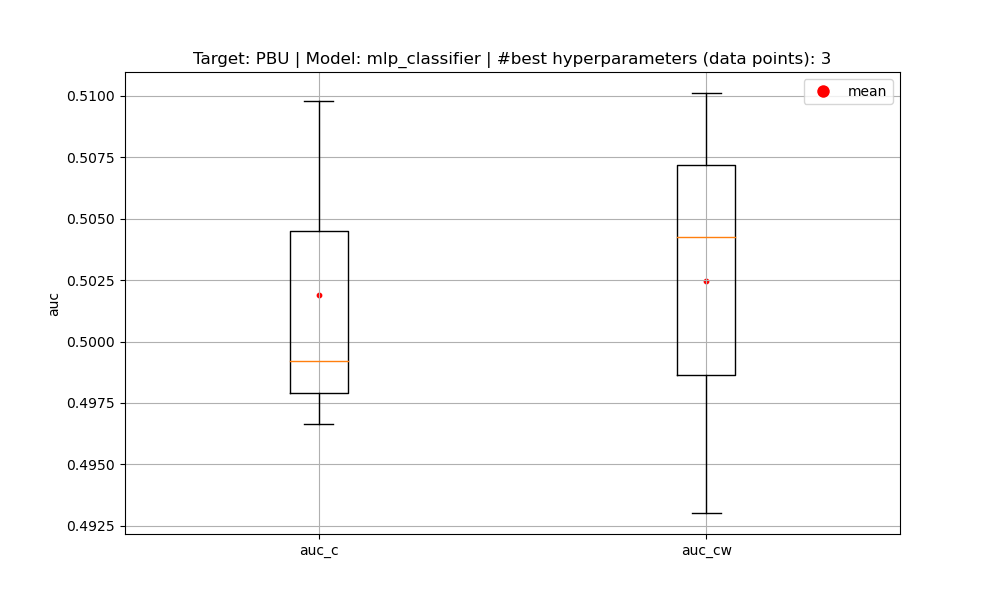 Target: PBU | Model: mlp_classifier | #best hyperparameters (data points): 3
mean
auc
0.5100
0.5075
0.5050
0.5025
0.5000
0.4975
0.4950
0.4925
auc_c
auc_cw